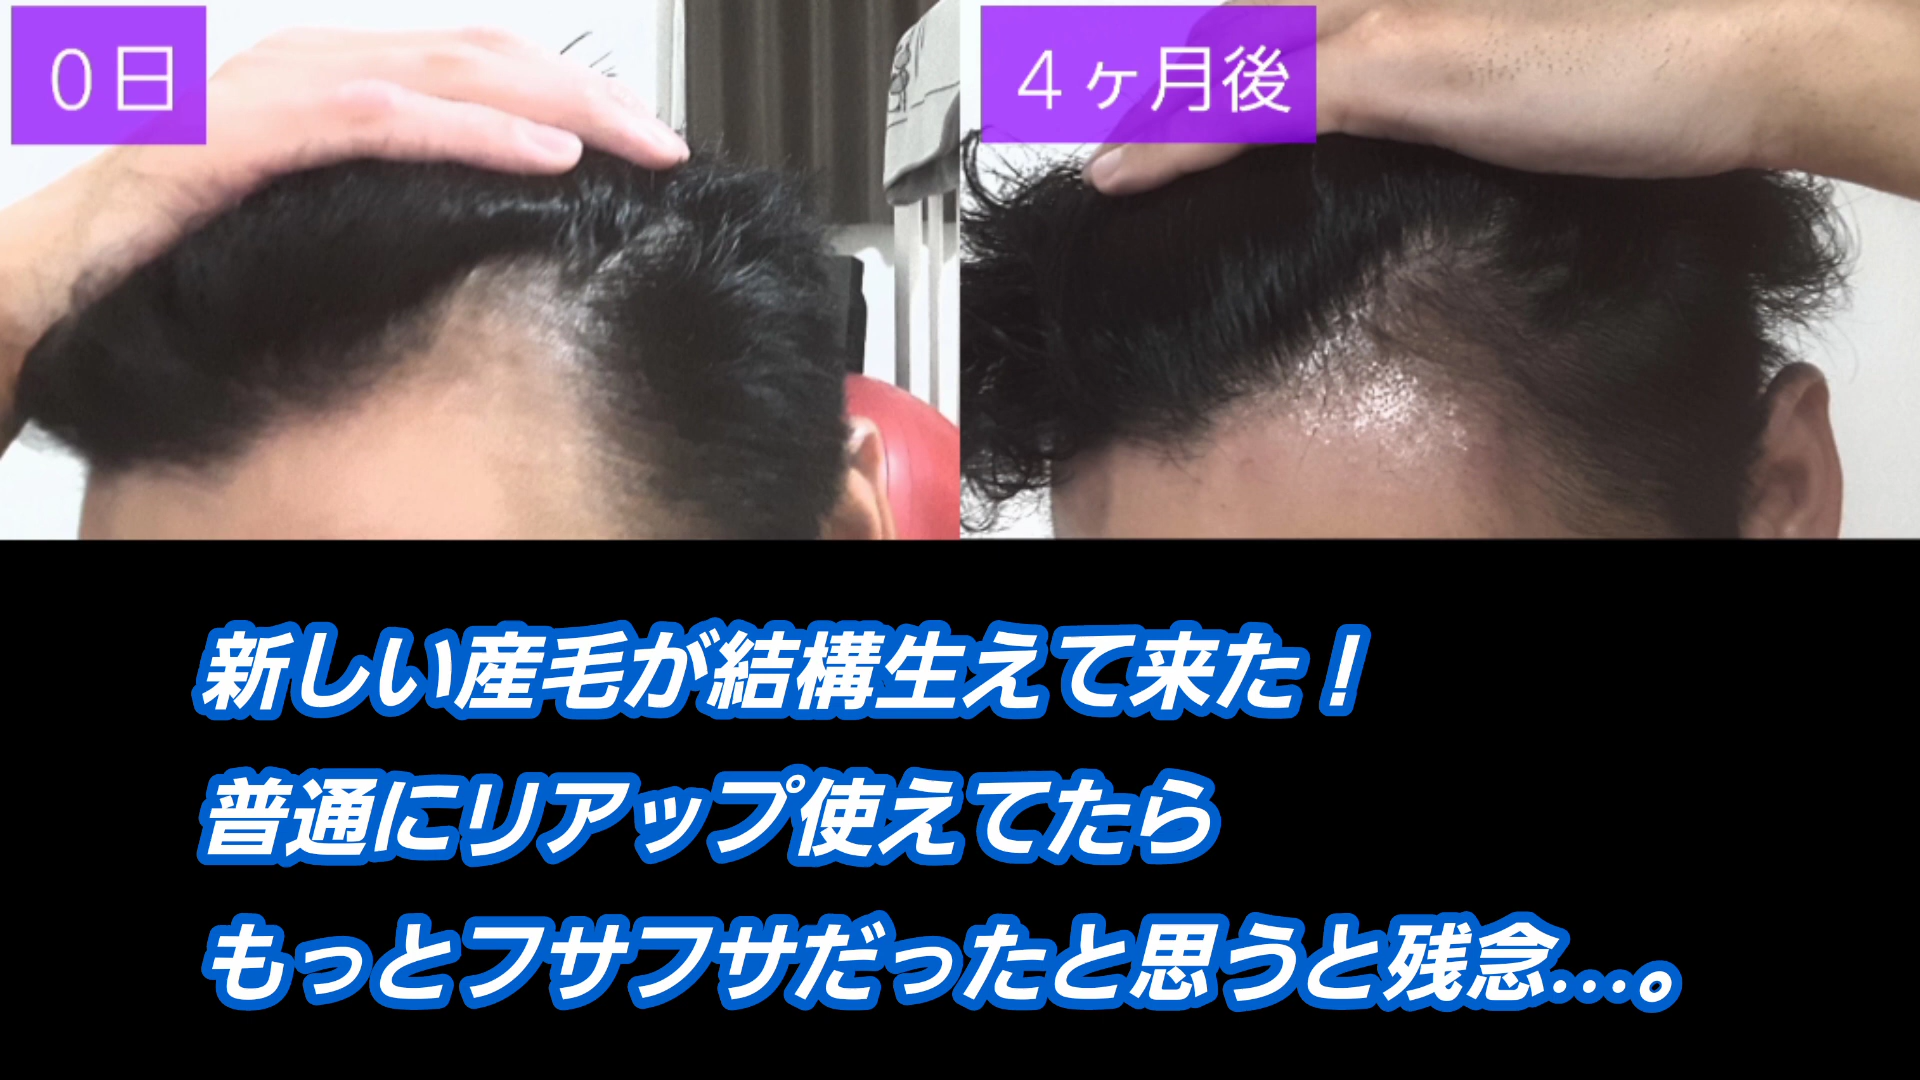 0日
4ヶ月後
新しい産毛が結構生えて来た！
普通にリアップ使えてたら
もっとフサフサだったと思うと残念…。